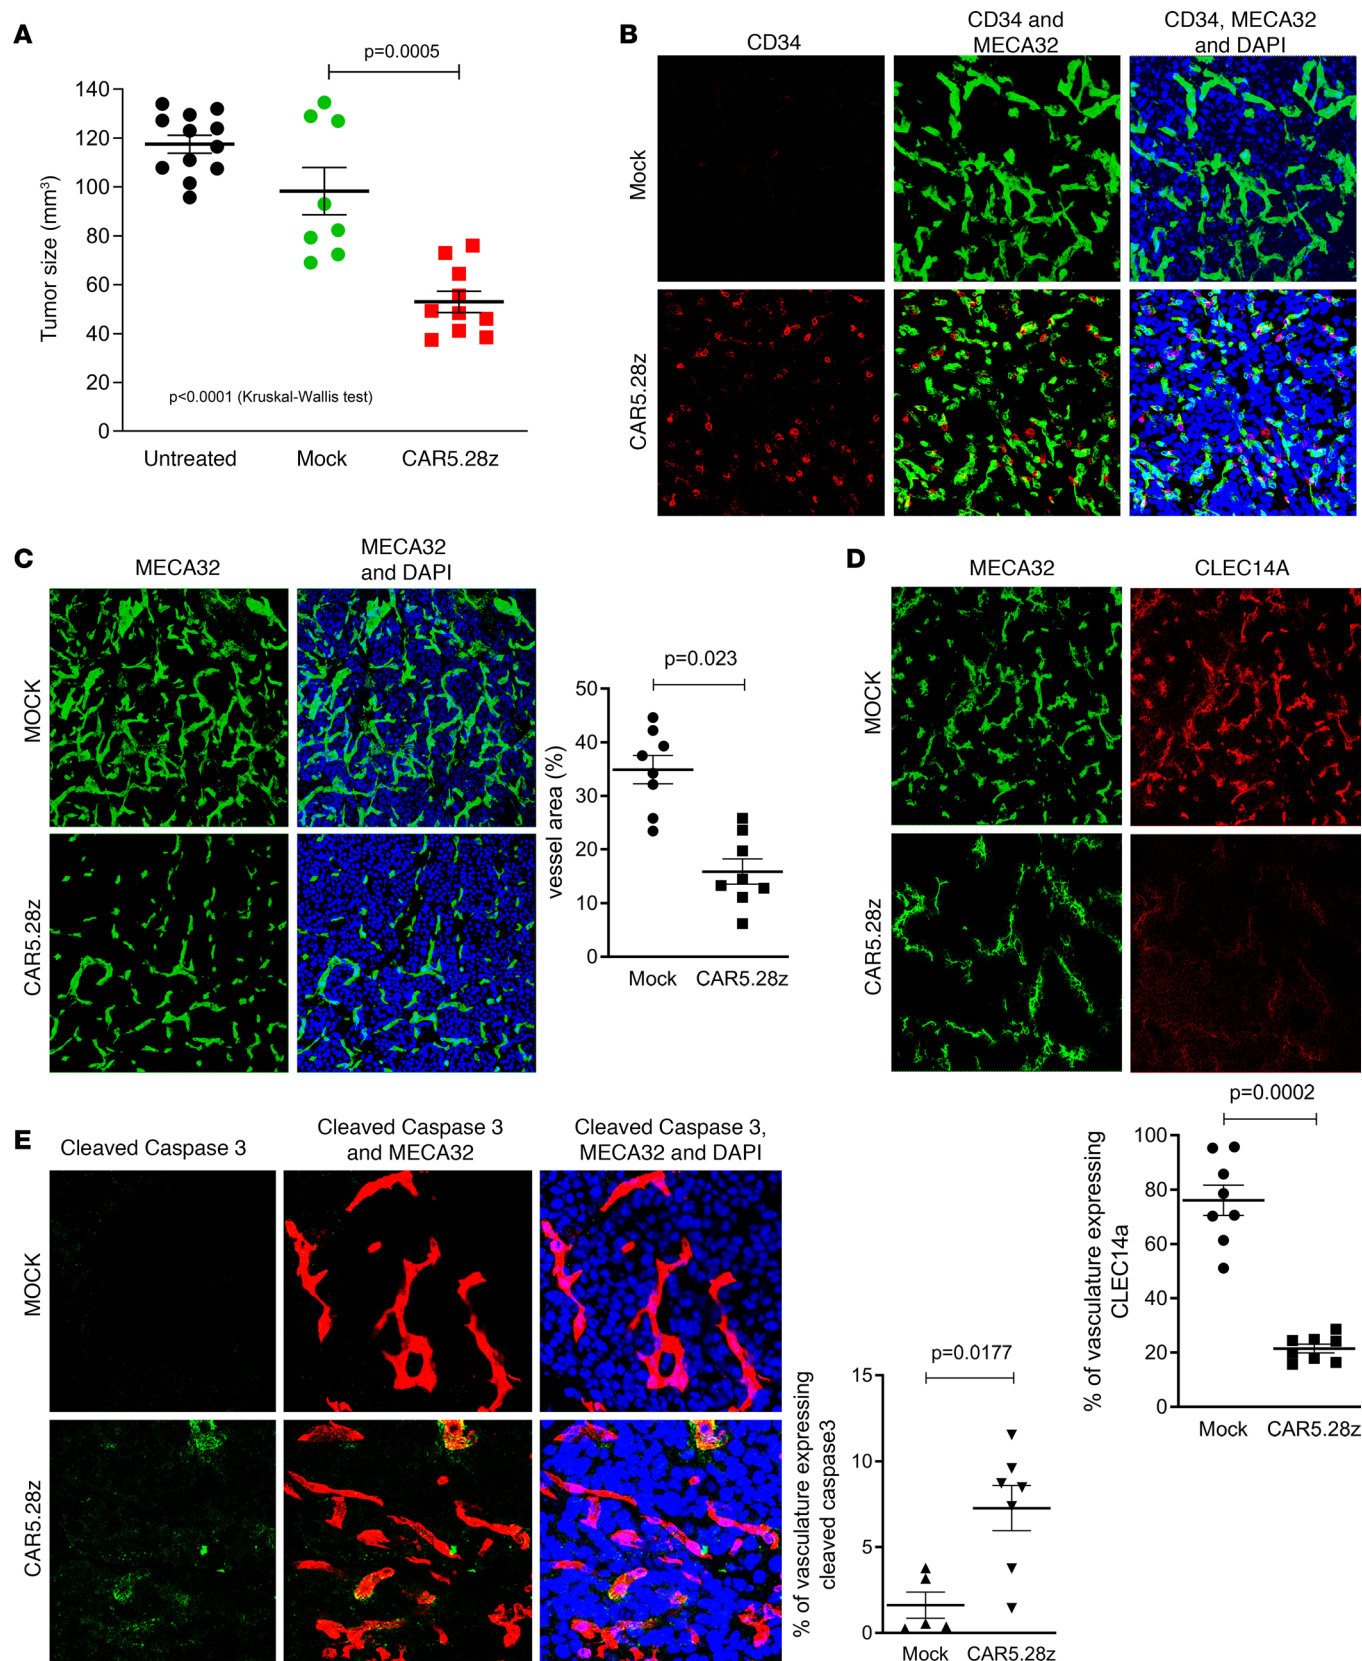 A
p=0.0005
140
120
100
80
60
40
20
0
Tumor size (mm³)
p<0.0001 (Kruskal-Wallis test)
Untreated
Mock
CAR5.28z
B
CD34
CD34 and
MECA32
CD34, MECA32
and DAPI
Mock
CAR5.28z
C
MECA32
MECA32
and DAPI
MOCK
CAR5.28z
p=0.023
50
40
30
20
10
0
vessel area (%)
Mock
CAR5.28z
D
MECA32
CLEC14A
MOCK
CAR5.28z
p=0.0002
100
80
60
40
20
0
% of vasculature expressing
CLEC14a
Mock
CAR5.28z
E
Cleaved Caspase 3
Cleaved Caspase 3
and MECA32
Cleaved Caspase 3,
MECA32 and DAPI
MOCK
CAR5.28z
p=0.0177
15
10
5
0
% of vasculature expressing
cleaved caspase3
Mock
CAR5.28z